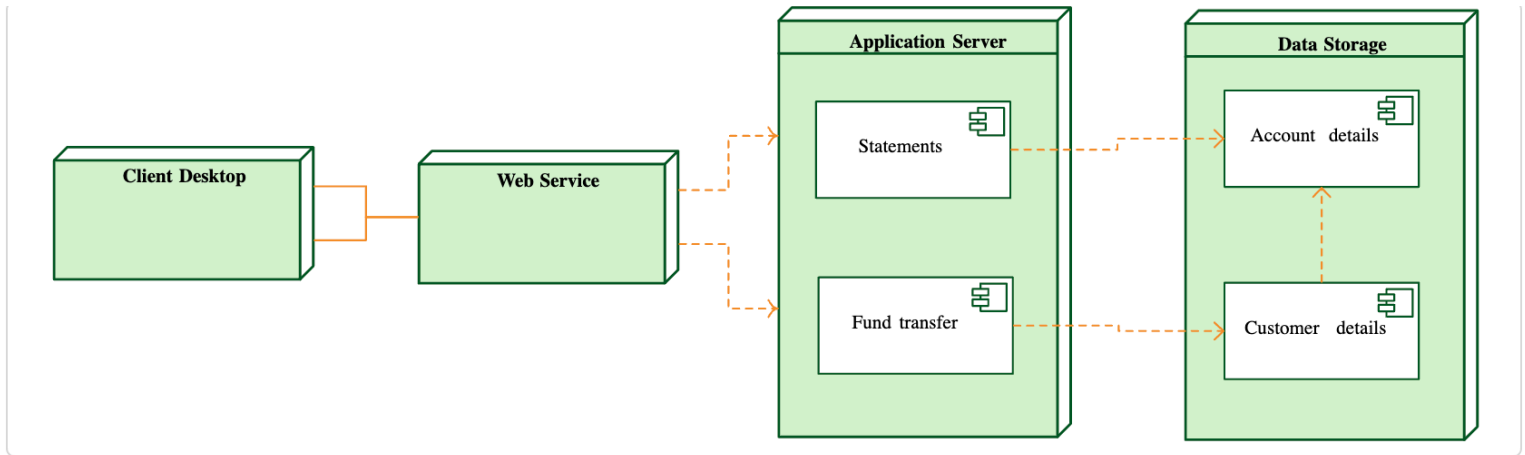 Client Desktop
Web Service
Application Server
Statements
Fund transfer
Data Storage
Account details
Customer details